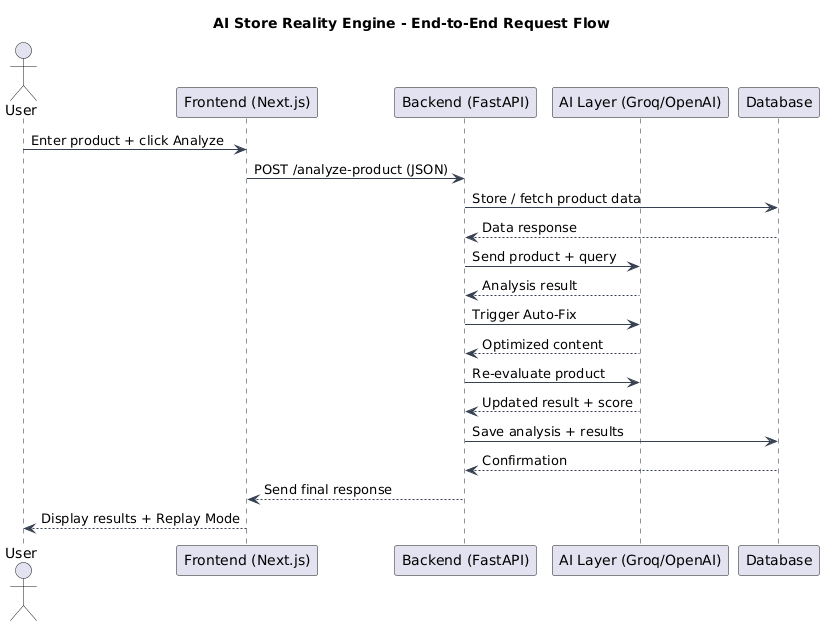 AI Store Reality Engine - End-to-End Request Flow
User
Frontend (Next.js)
Backend (FastAPI)
AI Layer (Groq/OpenAI)
Database
Enter product + click Analyze
POST /analyze-product (JSON)
Store / fetch product data
Data response
Send product + query
Analysis result
Trigger Auto-Fix
Optimized content
Re-evaluate product
Updated result + score
Save analysis + results
Confirmation
Send final response
Display results + Replay Mode
User
Frontend (Next.js)
Backend (FastAPI)
AI Layer (Groq/OpenAI)
Database